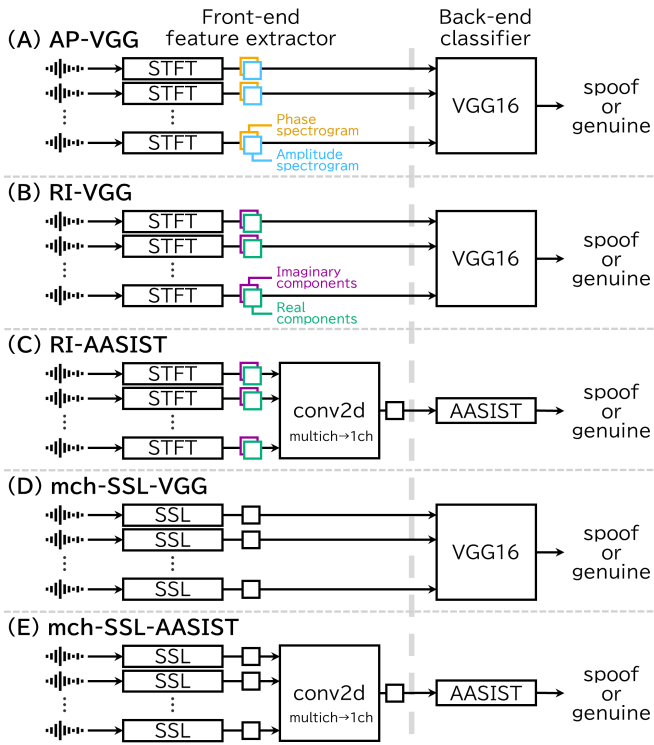 Front-end
feature extractor
Back-end
classifier
(A) AP-VGG
STFT
STFT
STFT
Phase
spectrogram
Amplitude
spectrogram
VGG16
spoof
or
genuine
(B) RI-VGG
STFT
STFT
STFT
Imaginary
components
Real
components
VGG16
spoof
or
genuine
(C) RI-AASIST
STFT
STFT
STFT
conv2d
multich→1ch
AASIST
spoof
or
genuine
(D) mch-SSL-VGG
SSL
SSL
SSL
VGG16
spoof
or
genuine
(E) mch-SSL-AASIST
SSL
SSL
SSL
conv2d
multich→1ch
AASIST
spoof
or
genuine